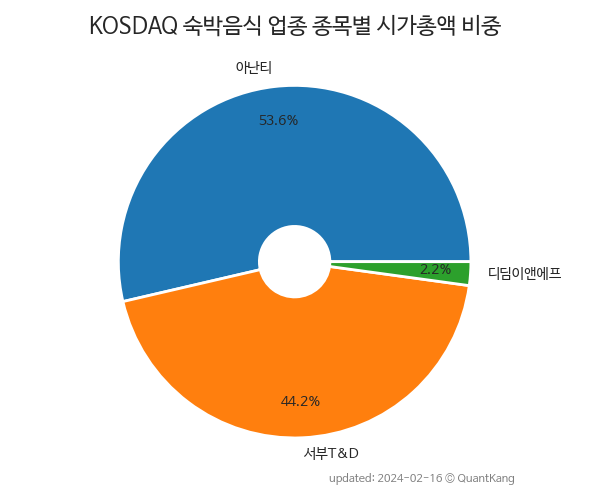 KOSDAQ 숙박음식 업종 종목별 시가총액 비중
아난티
53.6%
2.2%
디딤이앤에프
44.2%
서부T&D
updated: 2024-02-16 © QuantKang